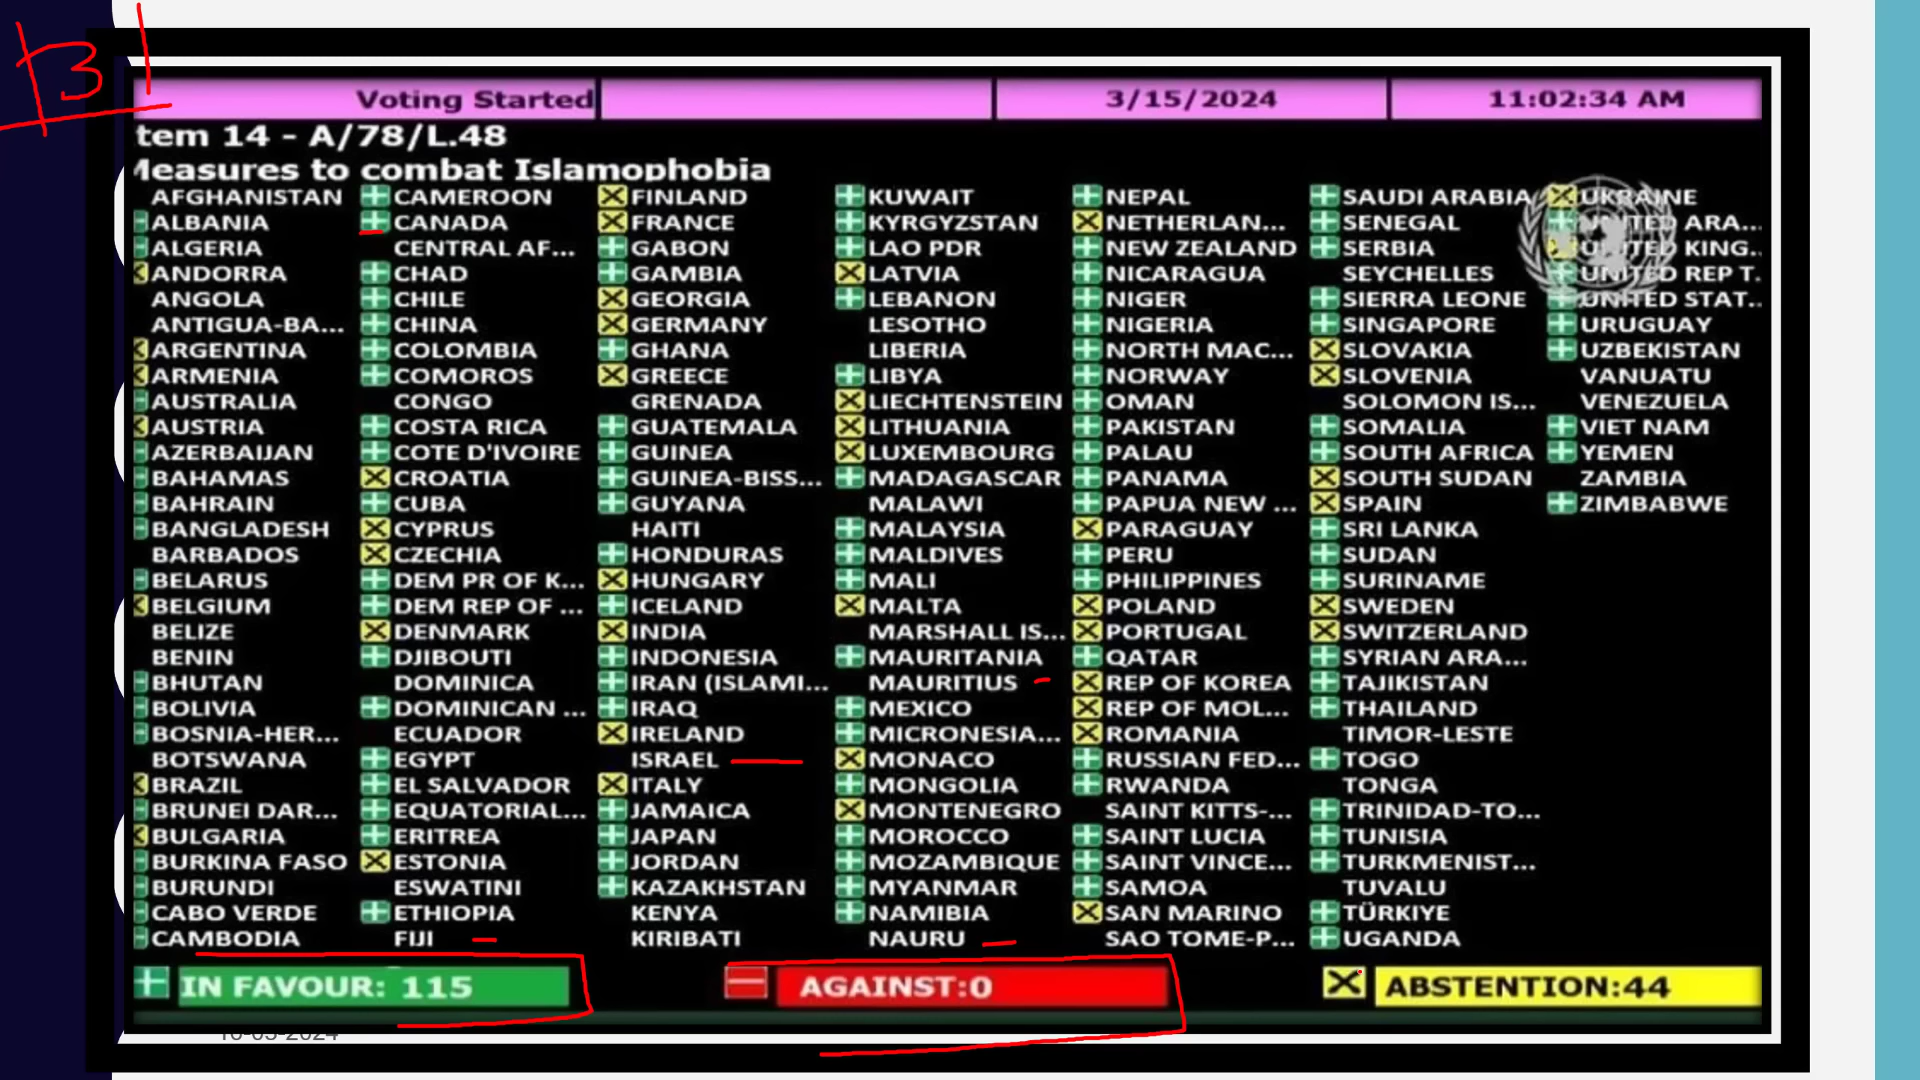 13
Voting Started 3/15/2024 11:02:34 AM
tem 14 - A/78/L.48
Measures to combat Islamophobia
AFGHANISTAN CAMEROON FINLAND KUWAIT NEPAL SAUDI ARABIA UKRAINE
ALBANIA CANADA FRANCE KYRGYZSTAN NETHERLAN... SENEGAL UNITED ARA...
ALGERIA CENTRAL AF... GABON LAO PDR NEW ZEALAND SERBIA UNITED KING..
ANDORRA CHAD GAMBIA LATVIA NICARAGUA SEYCHELLES UNITED REP T.
ANGOLA CHILE GEORGIA LEBANON NIGER SIERRA LEONE UNITED STAT..
ANTIGUA-BA... CHINA GERMANY LESOTHO NIGERIA SINGAPORE URUGUAY
ARGENTINA COLOMBIA GHANA LIBERIA NORTH MAC... SLOVAKIA UZBEKISTAN
ARMENIA COMOROS GREECE LIBYA NORWAY SLOVENIA VANUATU
AUSTRALIA CONGO GRENADA LIECHTENSTEIN OMAN SOLOMON IS... VENEZUELA
AUSTRIA COSTA RICA GUATEMALA LITHUANIA PAKISTAN SOMALIA VIET NAM
AZERBAIJAN COTE D'IVOIRE GUINEA LUXEMBOURG PALAU SOUTH AFRICA YEMEN
BAHAMAS CROATIA GUINEA-BISS... MADAGASCAR PANAMA SOUTH SUDAN ZAMBIA
BAHRAIN CUBA GUYANA MALAWI PAPUA NEW ... SPAIN ZIMBABWE
BANGLADESH CYPRUS HAITI MALAYSIA PARAGUAY SRI LANKA
BARBADOS CZECHIA HONDURAS MALDIVES PERU SUDAN
BELARUS DEM PR OF K... HUNGARY MALI PHILIPPINES SURINAME
BELGIUM DEM REP OF ... ICELAND MALTA POLAND SWEDEN
BELIZE DENMARK INDIA MARSHALL IS... PORTUGAL SWITZERLAND
BENIN DJIBOUTI INDONESIA MAURITANIA QATAR SYRIAN ARA...
BHUTAN DOMINICA IRAN (ISLAMI... MAURITIUS REP OF KOREA TAJIKISTAN
BOLIVIA DOMINICAN ... IRAQ MEXICO REP OF MOL... THAILAND
BOSNIA-HER... ECUADOR IRELAND MICRONESIA... ROMANIA TIMOR-LESTE
BOTSWANA EGYPT ISRAEL MONACO RUSSIAN FED... TOGO
BRAZIL EL SALVADOR ITALY MONGOLIA RWANDA TONGA
BRUNEI DAR... EQUATORIAL... JAMAICA MONTENEGRO SAINT KITTS-... TRINIDAD-TO...
BULGARIA ERITREA JAPAN MOROCCO SAINT LUCIA TUNISIA
BURKINA FASO ESTONIA JORDAN MOZAMBIQUE SAINT VINCE... TURKMENIST...
BURUNDI ESWATINI KAZAKHSTAN MYANMAR SAMOA TUVALU
CABO VERDE ETHIOPIA KENYA NAMIBIA SAN MARINO TÜRKIYE
CAMBODIA FIJI KIRIBATI NAURU SAO TOME-P... UGANDA
IN FAVOUR: 115 AGAINST:0 ABSTENTION:44